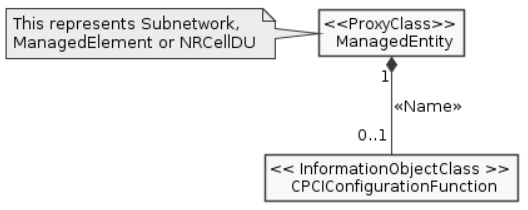 This represents Subnetwork,
ManagedElement or NRCellDU
<<ProxyClass>>
ManagedEntity
1
«Name»
0..1
<< InformationObjectClass >>
CPCIConfigurationFunction